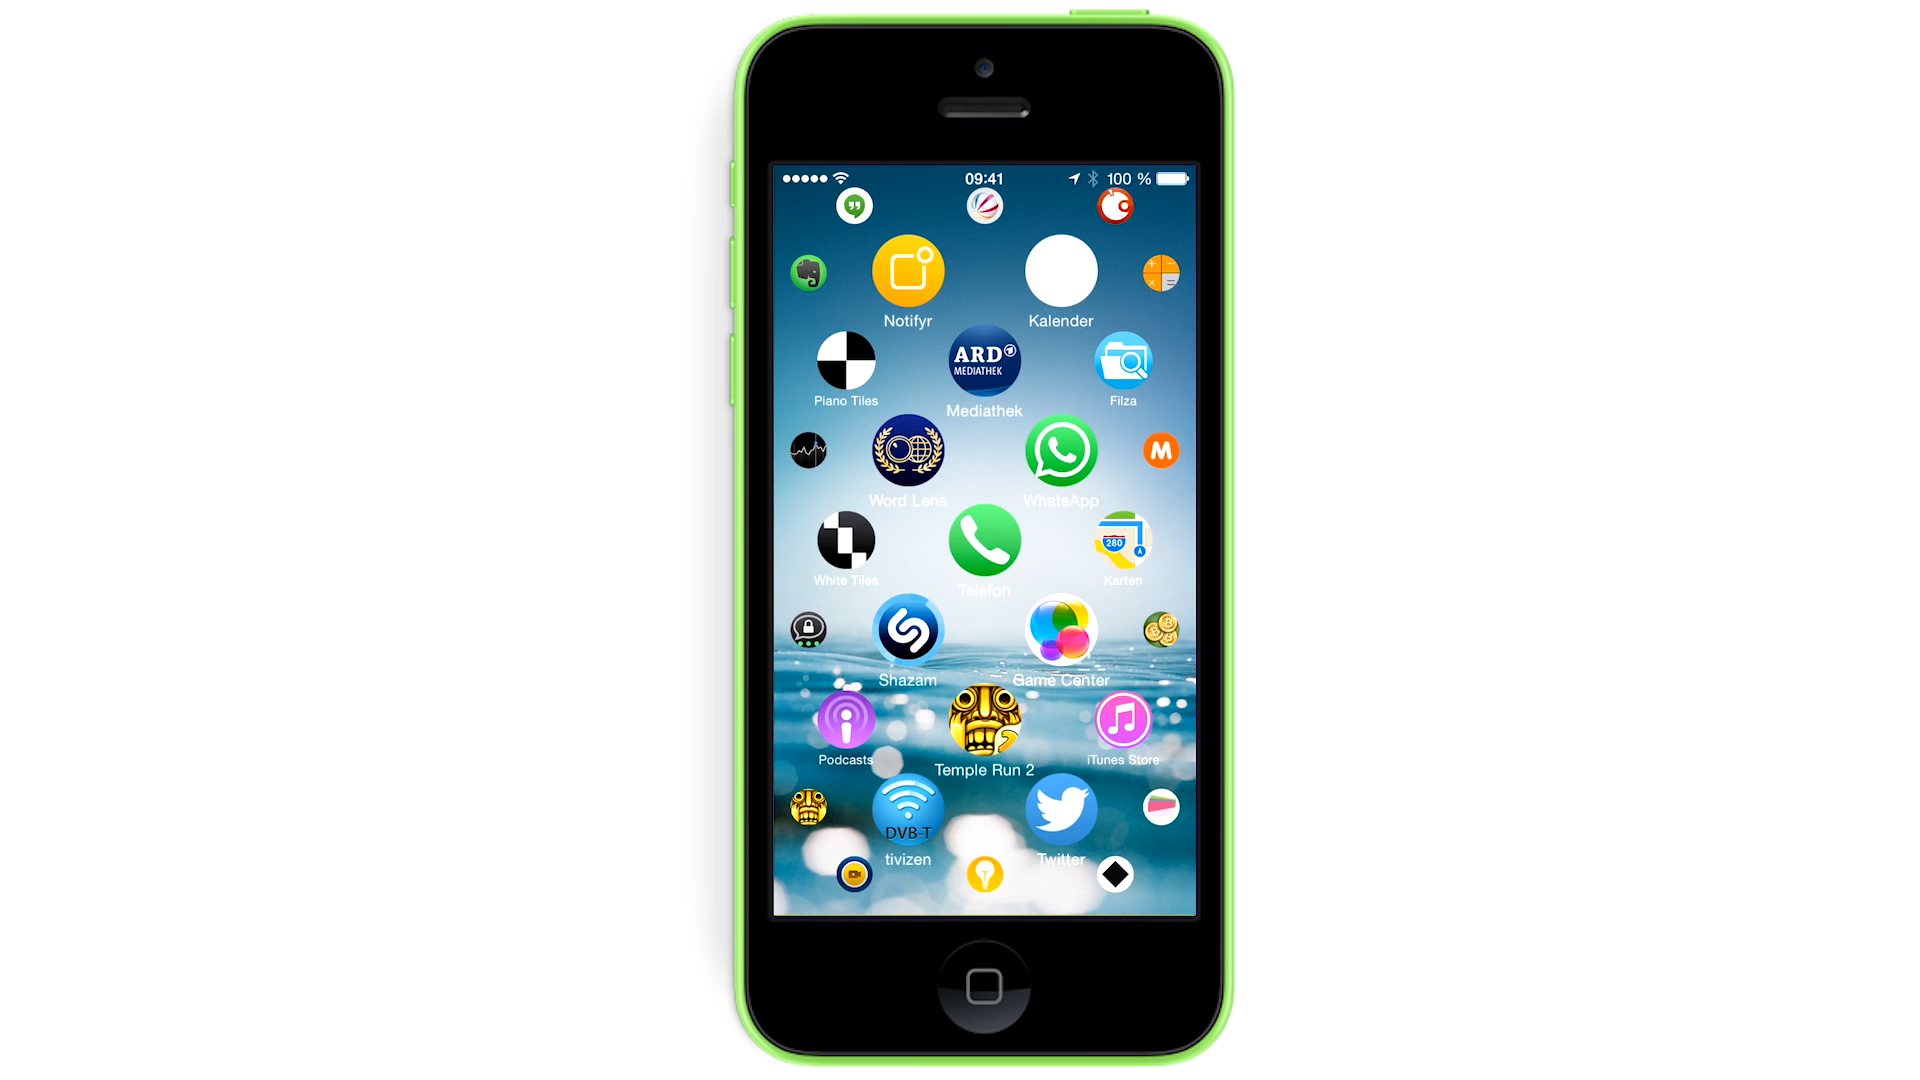 09:41
100 %
Notifyr
Kalender
ARD
MEDIATHEK
Piano Tiles
Mediathek
Filza
M
Word Lens
WhatsApp
280
White Tiles
Telefon
Karten
Shazam
Game Center
Podcasts
Temple Run 2
iTunes Store
DVB-T
tivizen
Twitter
T